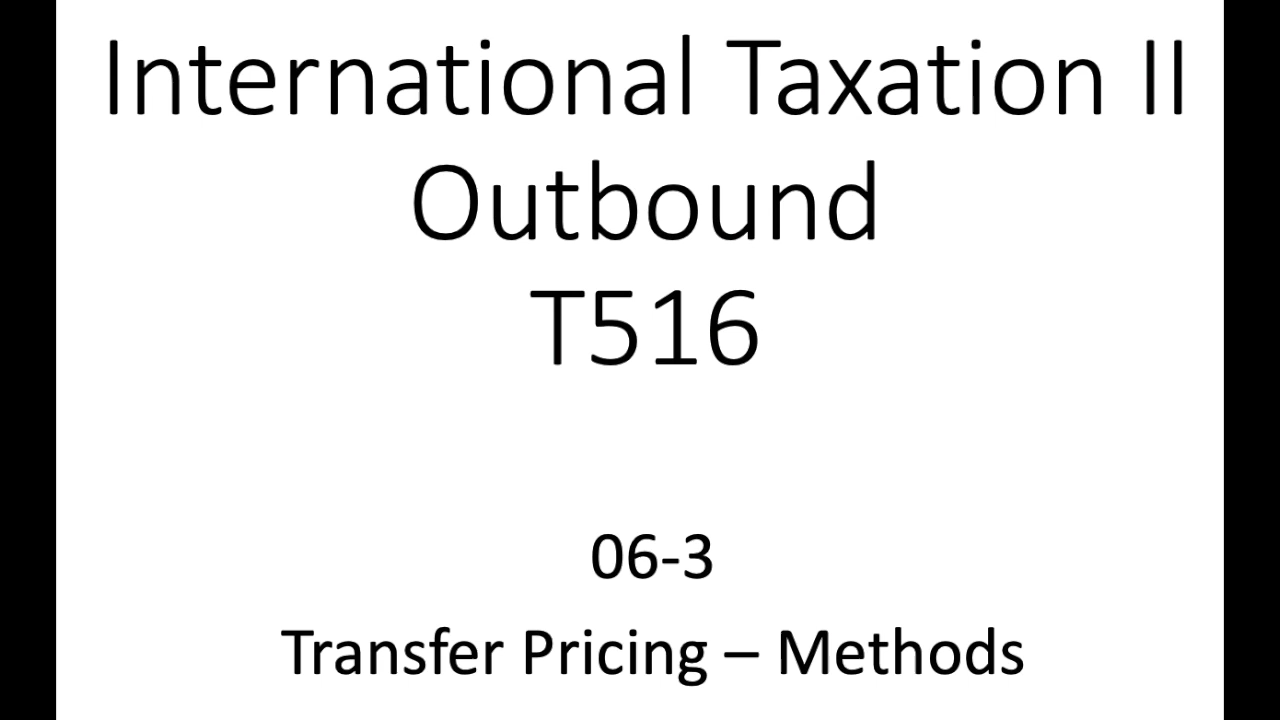 International Taxation II
Outbound
T516
06-3
Transfer Pricing – Methods